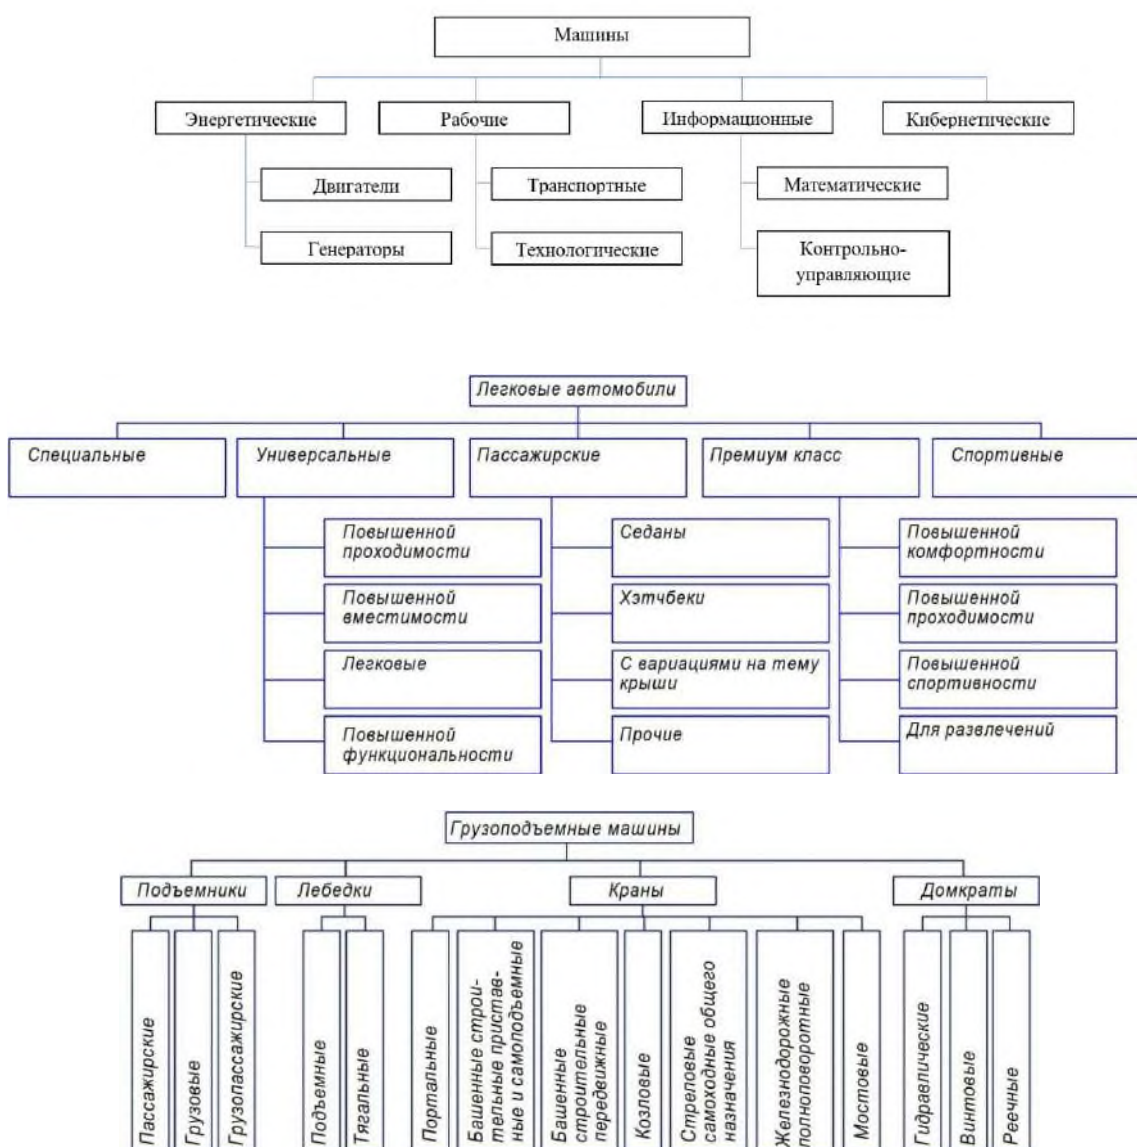 Машины
Энергетические
Рабочие
Информационные
Кибернетические
Двигатели
Транспортные
Математические
Генераторы
Технологические
Контрольно-
управляющие
Легковые автомобили
Специальные
Универсальные
Пассажирские
Премиум класс
Спортивные
Повышенной
проходимости
Седаны
Повышенной
комфортности
Повышенной
вместимости
Хэтчбеки
Повышенной
проходимости
Легковые
С вариациями на тему
крыши
Повышенной
спортивности
Повышенной
функциональности
Прочие
Для развлечений
Грузоподъемные машины
Подъемники
Лебедки
Краны
Домкраты
Пассажирские
Грузовые
Грузопассажирские
Подъемные
Тягальные
Портальные
Башенные строи-
тельные пристав-
ные и самоподъемные
Башенные
строительные
передвижные
Козловые
Стреловые
самоходные общего
назначения
Железнодорожные
полноповоротные
Мостовые
Гидравлические
Винтовые
Реечные